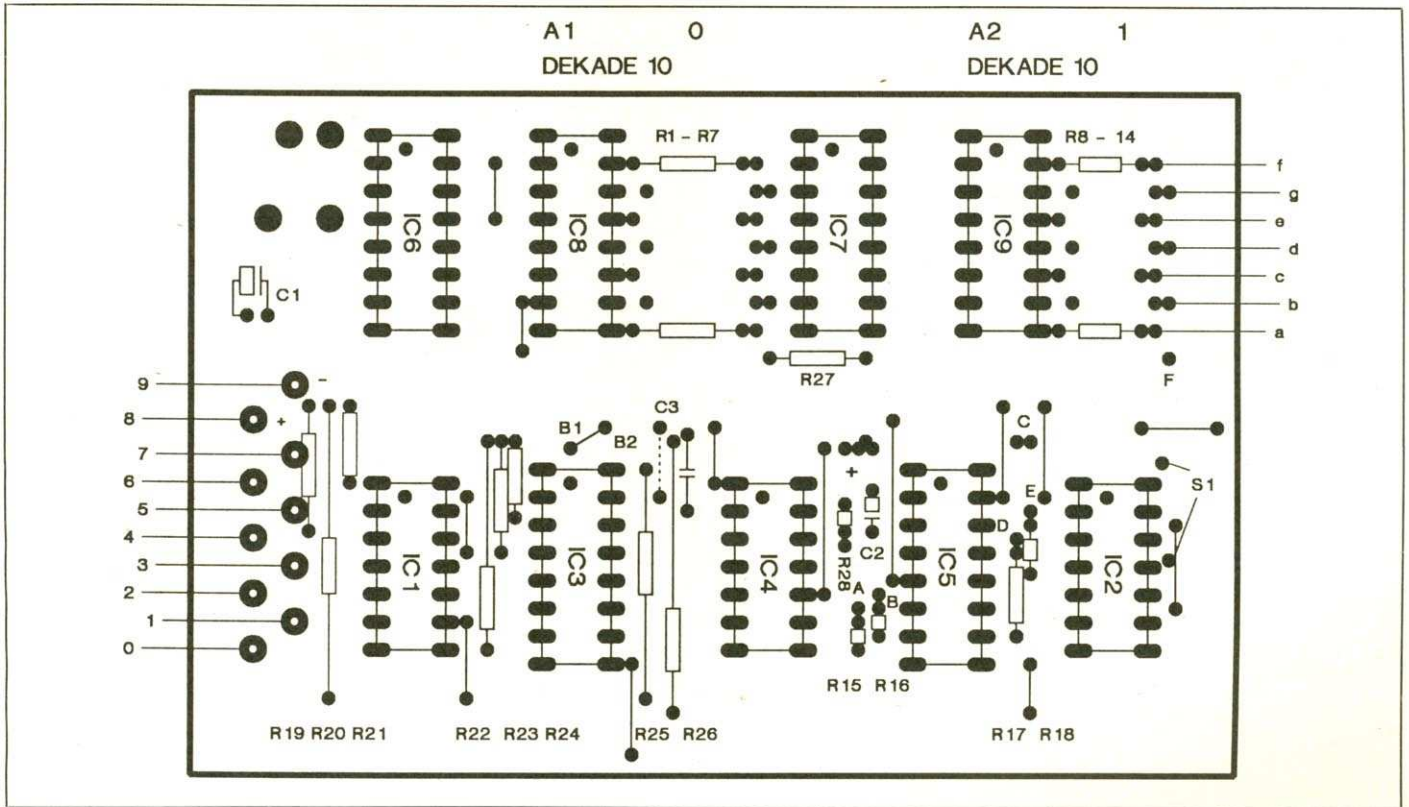 A1 0 A2 1
DEKADE 10 DEKADE 10
R1 - R7 R8 - 14
f
g
IC6 IC8 IC7 IC9 e
d
c
C1
b
a
R27 F
9 -
8 +
C3 C
B1 B2
7
6
5
4
3
2
1
0
+
S1
E
D
C2
R28
IC1 IC3 IC4 IC5 IC2
A B
R15 R16
R19 R20 R21 R22 R23 R24 R25 R26 R17 R18